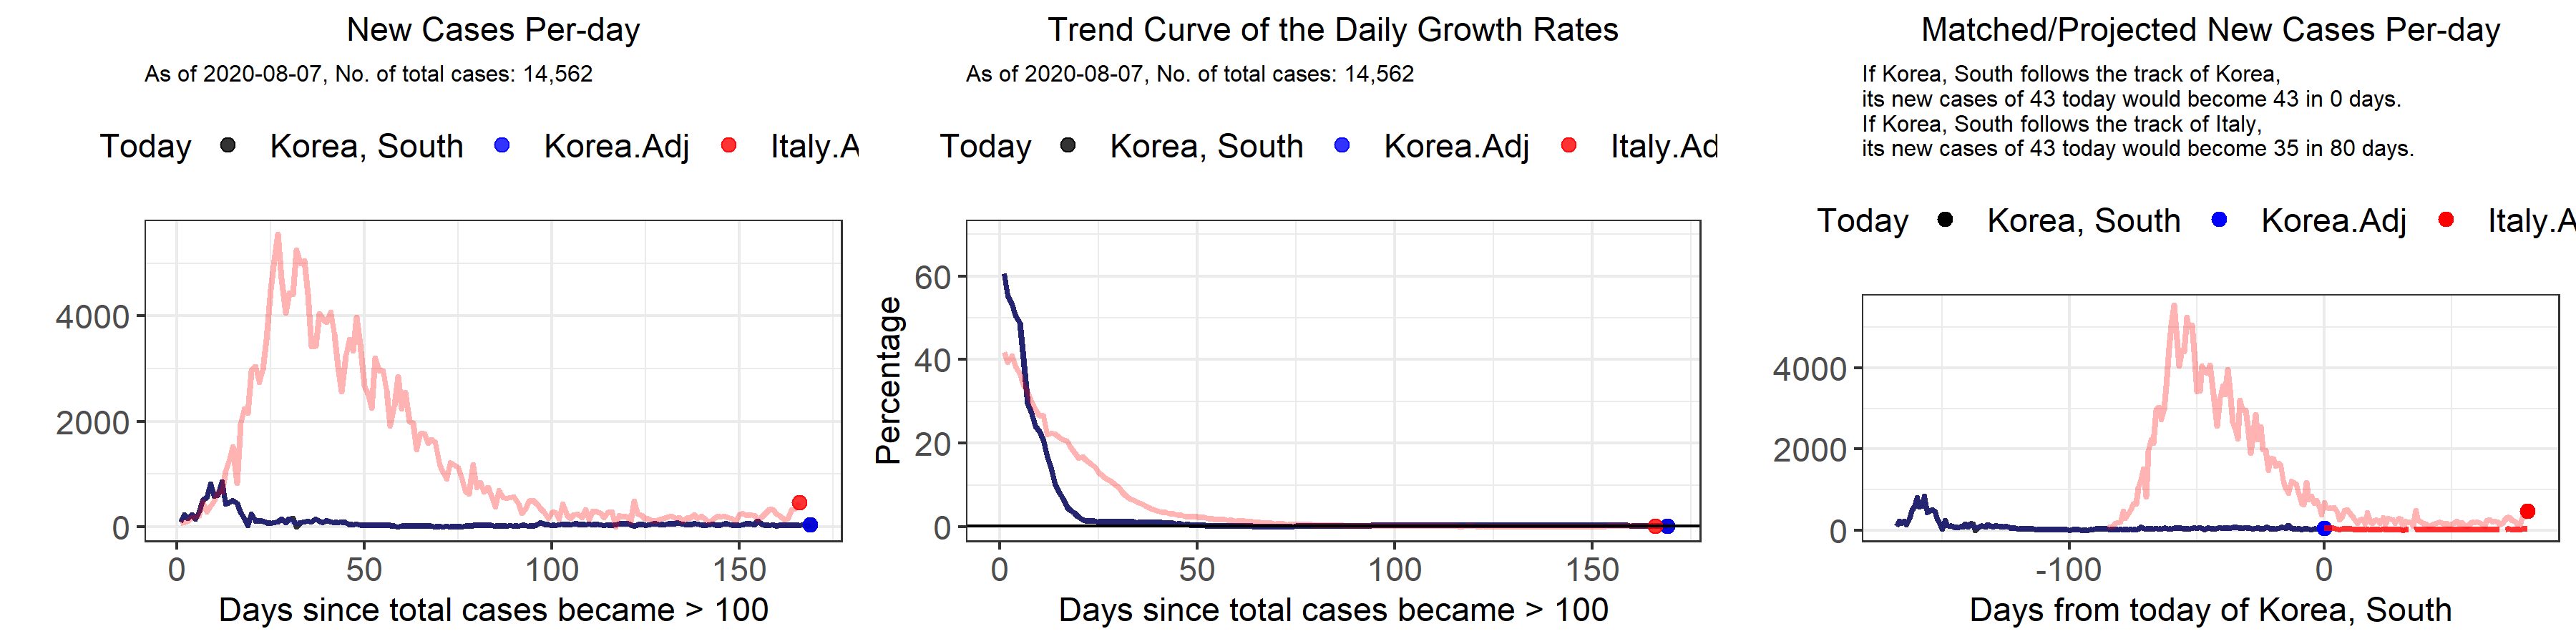 New Cases Per-day
As of 2020-08-07, No. of total cases: 14,562
Today Korea, South Korea.Adj Italy.A
4000
2000
0
0 50 100 150
Days since total cases became > 100
Trend Curve of the Daily Growth Rates
As of 2020-08-07, No. of total cases: 14,562
Today Korea, South Korea.Adj Italy.Ad
Percentage
60
40
20
0
0 50 100 150
Days since total cases became > 100
Matched/Projected New Cases Per-day
If Korea, South follows the track of Korea,
its new cases of 43 today would become 43 in 0 days.
If Korea, South follows the track of Italy,
its new cases of 43 today would become 35 in 80 days.
Today Korea, South Korea.Adj Italy.A
4000
2000
0
-100 0
Days from today of Korea, South